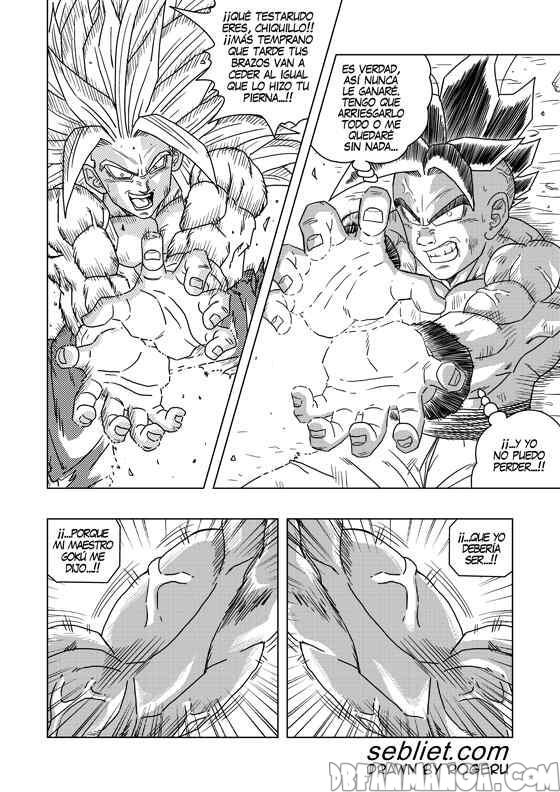 ¡¡QUÉ TESTARUDO
ERES, CHIQUILLO!!
¡¡MÁS TEMPRANO
QUE TARDE TUS
BRAZOS VAN A
CEDER AL IGUAL
QUE LO HIZO TU
PIERNA...!!
ES VERDAD,
ASÍ NUNCA
LE GANARÉ.
TENGO QUE
ARRIESGARLO
TODO O ME
QUEDARÉ
SIN NADA...
¡¡...Y YO
NO PUEDO
PERDER...!!
¡¡...PORQUE
MI MAESTRO
GOKÛ ME
DIJO...!!
¡¡...QUE YO
DEBERÍA
SER...!!
sebliet.com
DRAWN BY ROGERU
DBFANMANGA.COM